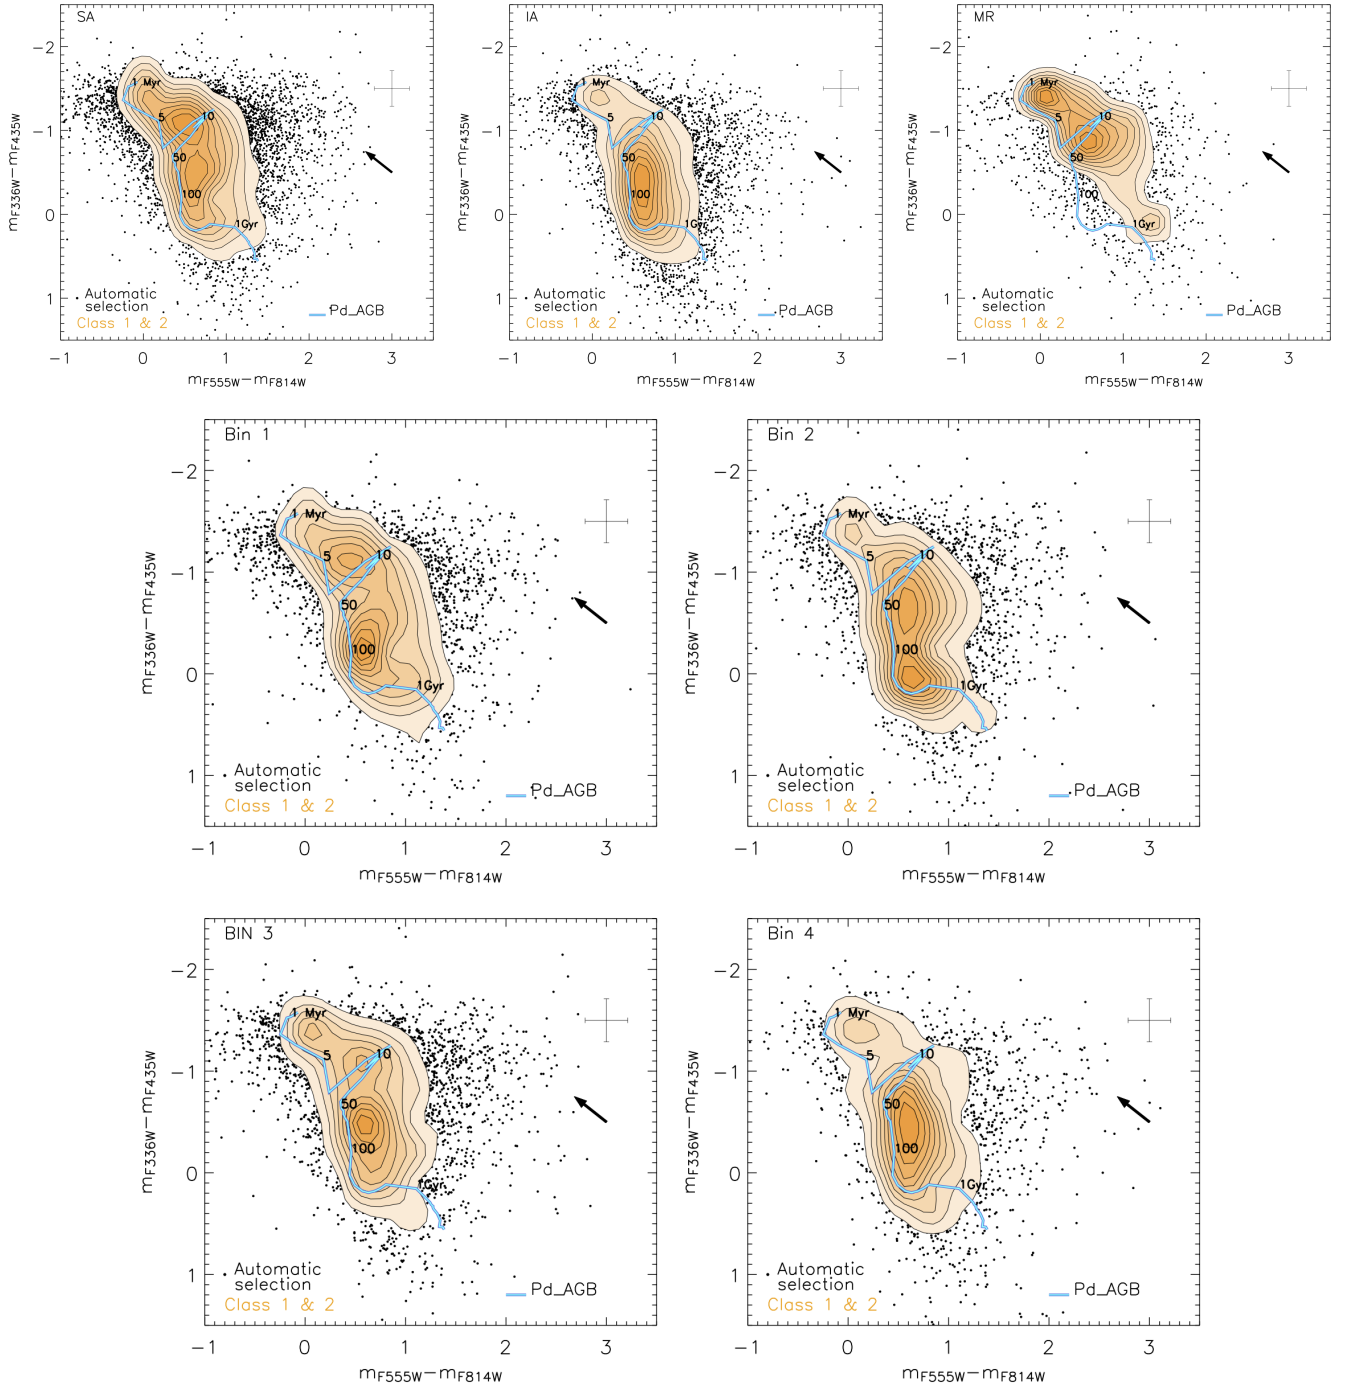 SA
1 Myr
5
10
50
100
1Gyr
Automatic
selection
Class 1 & 2
Pd_AGB
-2
-1
0
1
-1 0 1 2 3
mF336W-mF435W
mF555W-mF814W
IA
1 Myr
5
10
50
100
1Gyr
Automatic
selection
Class 1 & 2
Pd_AGB
-2
-1
0
1
-1 0 1 2 3
mF336W-mF435W
mF555W-mF814W
MR
1 Myr
5
10
50
100
1Gyr
Automatic
selection
Class 1 & 2
Pd_AGB
-2
-1
0
1
-1 0 1 2 3
mF336W-mF435W
mF555W-mF814W
Bin 1
1 Myr
5
10
50
100
1Gyr
Automatic
selection
Class 1 & 2
Pd_AGB
-2
-1
0
1
-1 0 1 2 3
mF336W-mF435W
mF555W-mF814W
Bin 2
1 Myr
5
10
50
100
1Gyr
Automatic
selection
Class 1 & 2
Pd_AGB
-2
-1
0
1
-1 0 1 2 3
mF336W-mF435W
mF555W-mF814W
BIN 3
1 Myr
5
10
50
100
1Gyr
Automatic
selection
Class 1 & 2
Pd_AGB
-2
-1
0
1
-1 0 1 2 3
mF336W-mF435W
mF555W-mF814W
Bin 4
1 Myr
5
10
50
100
1Gyr
Automatic
selection
Class 1 & 2
Pd_AGB
-2
-1
0
1
-1 0 1 2 3
mF336W-mF435W
mF555W-mF814W